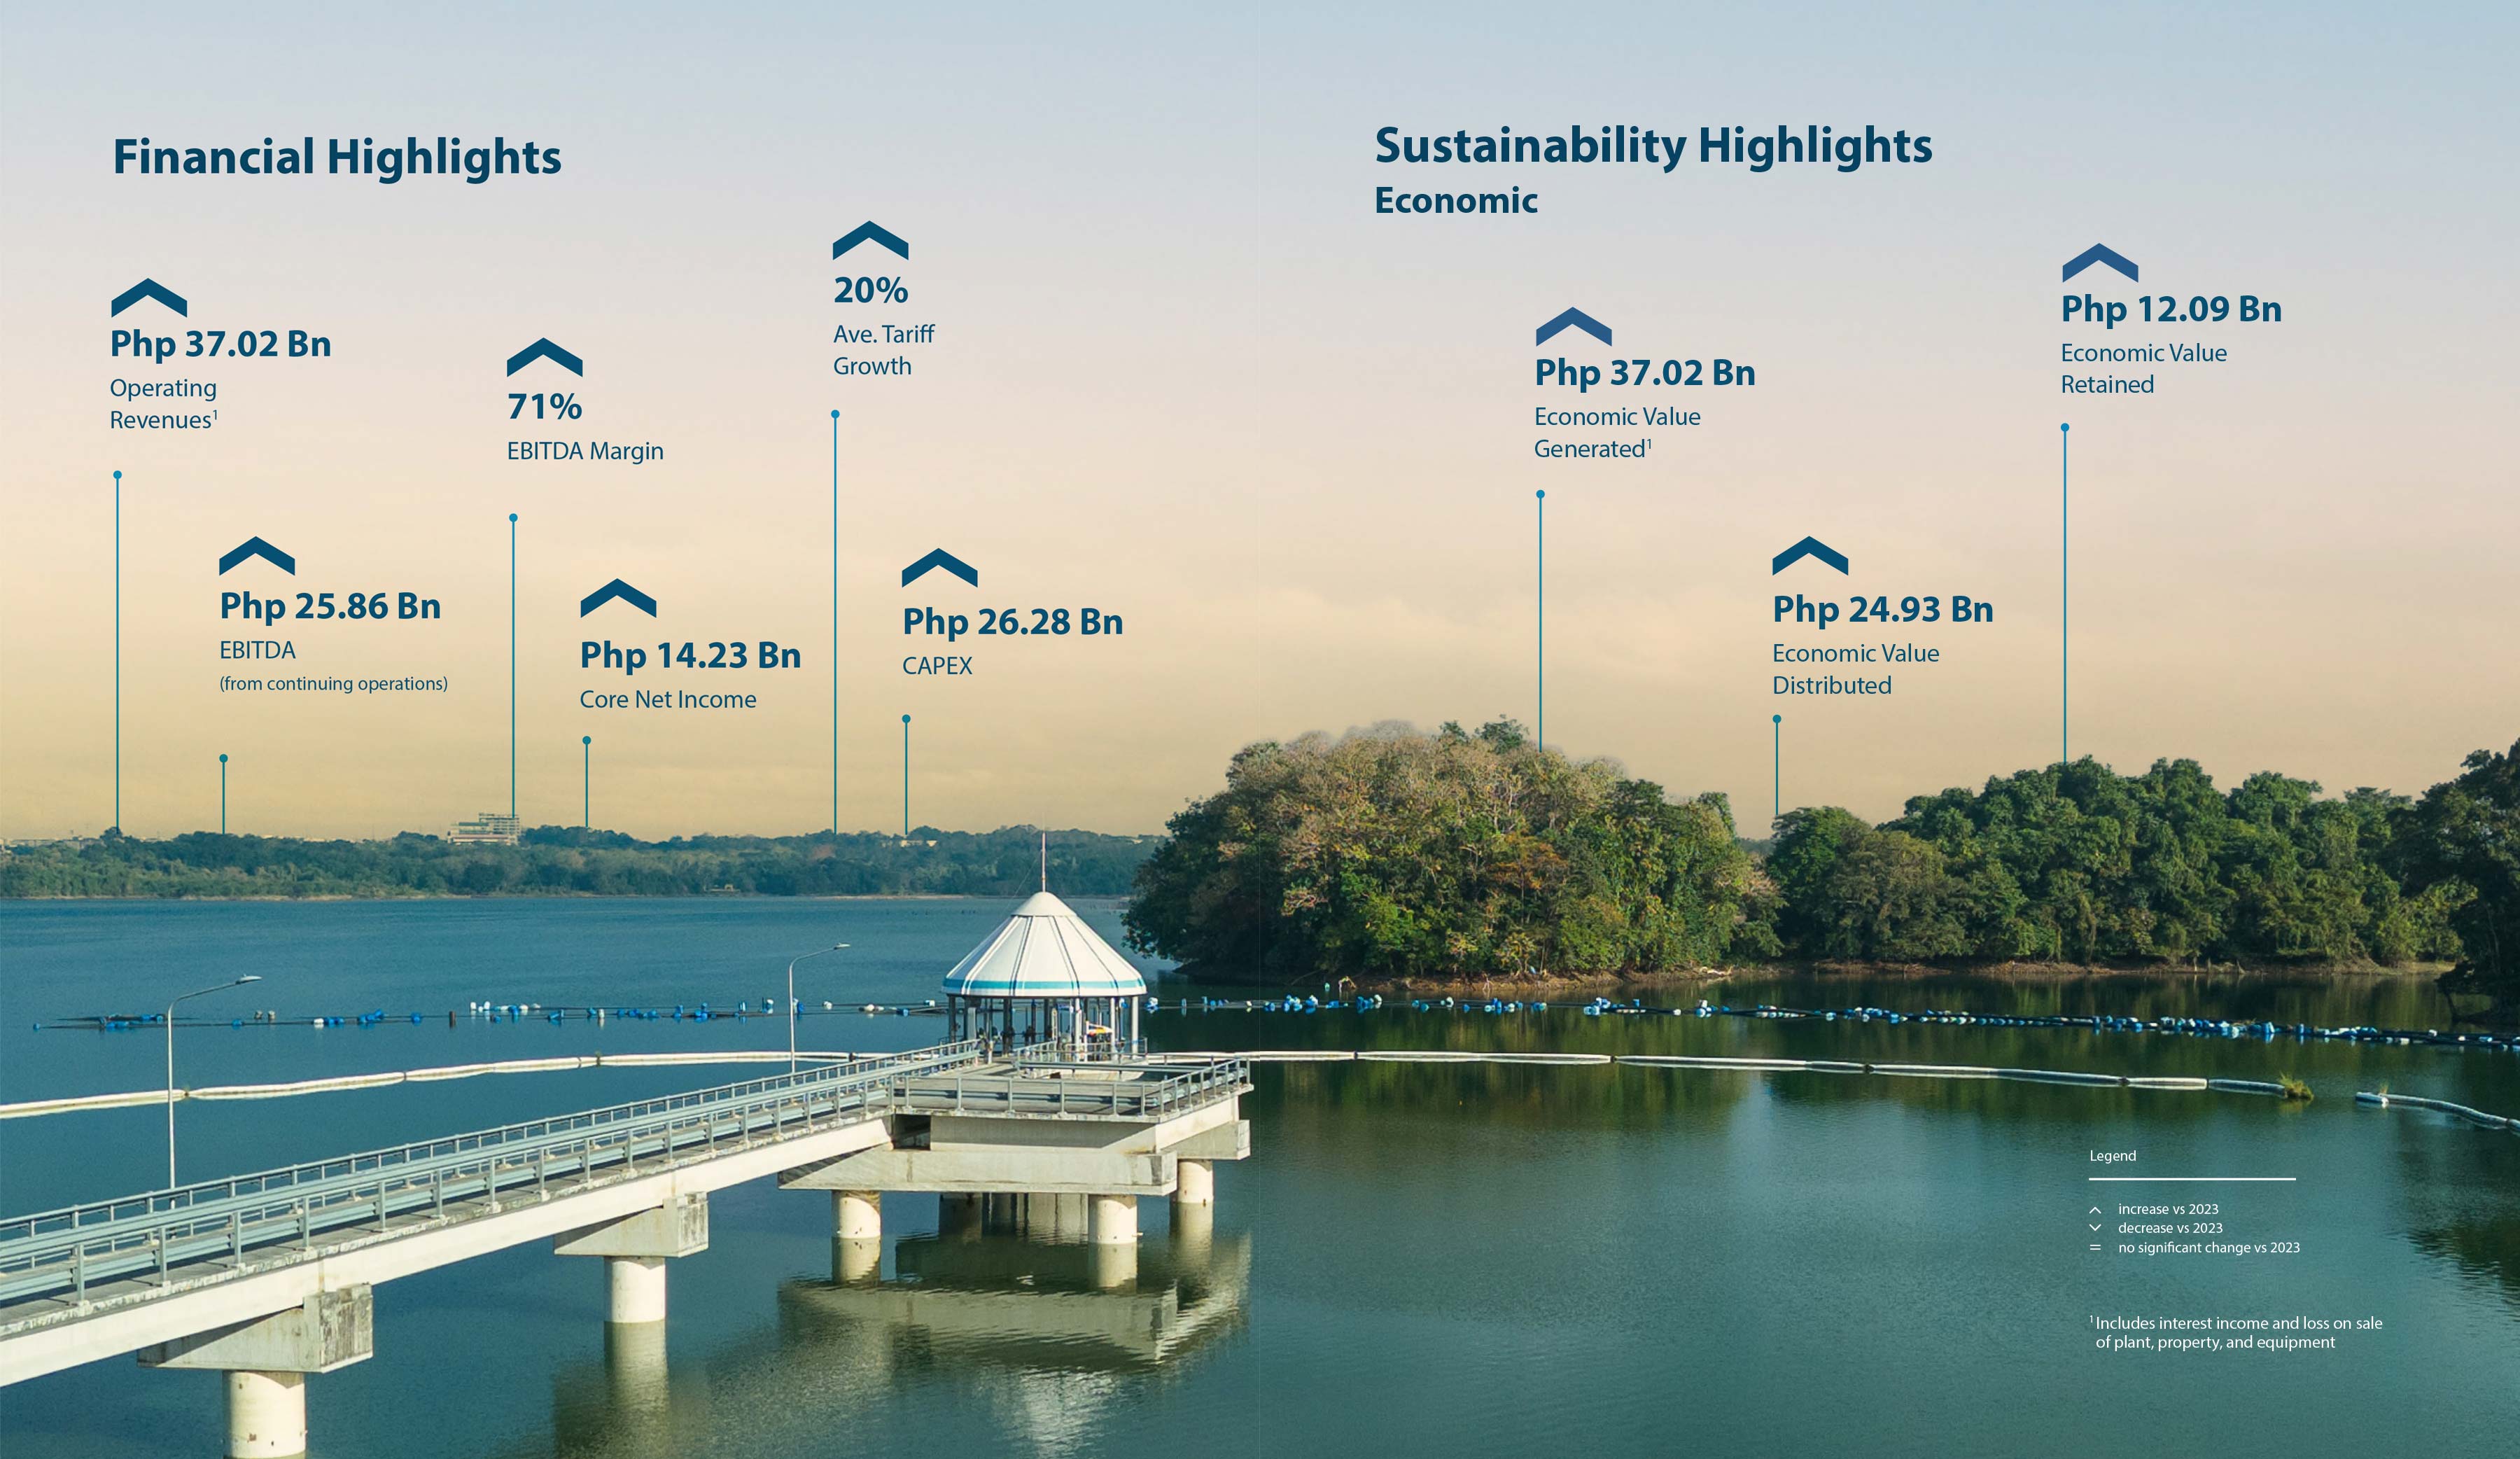 Financial Highlights
Php 37.02 Bn
Operating
Revenues¹
Php 25.86 Bn
EBITDA
(from continuing operations)
71%
EBITDA Margin
Php 14.23 Bn
Core Net Income
20%
Ave. Tariff
Growth
Php 26.28 Bn
CAPEX
Sustainability Highlights
Economic
Php 37.02 Bn
Economic Value
Generated¹
Php 24.93 Bn
Economic Value
Distributed
Php 12.09 Bn
Economic Value
Retained
Legend
increase vs 2023
decrease vs 2023
= no significant change vs 2023
¹ Includes interest income and loss on sale
of plant, property, and equipment